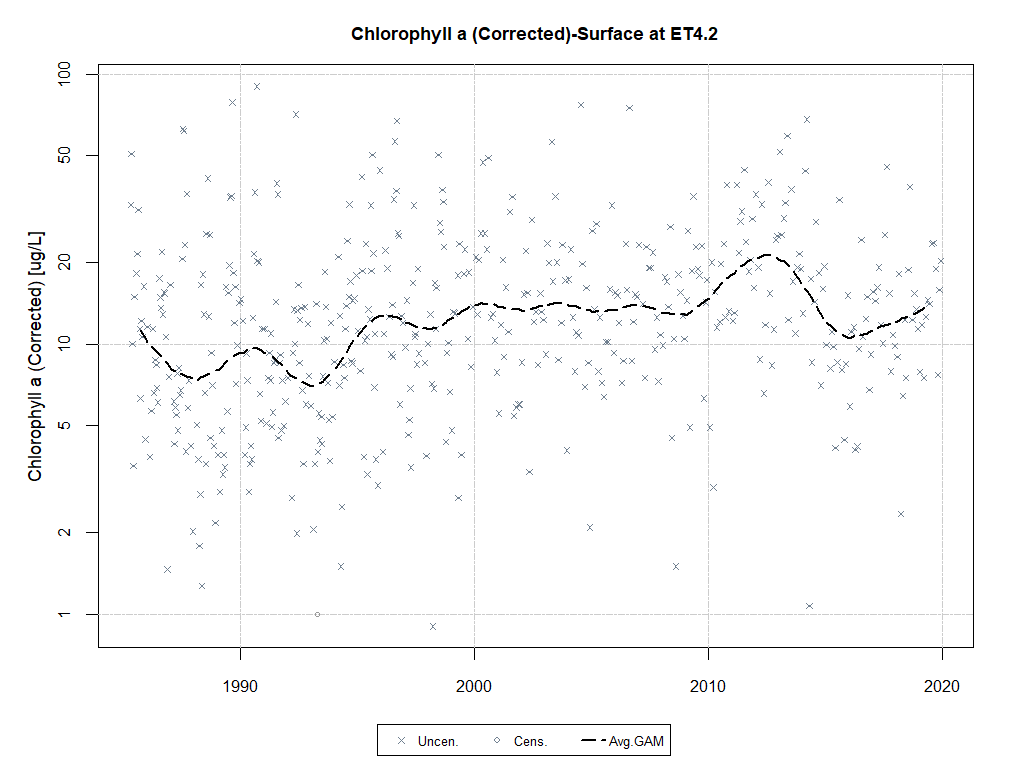 Chlorophyll a (Corrected)-Surface at ET4.2
Chlorophyll a (Corrected) [ug/L]
100
50
20
10
5
2
1
1990 2000 2010 2020
Uncen. Cens. Avg.GAM